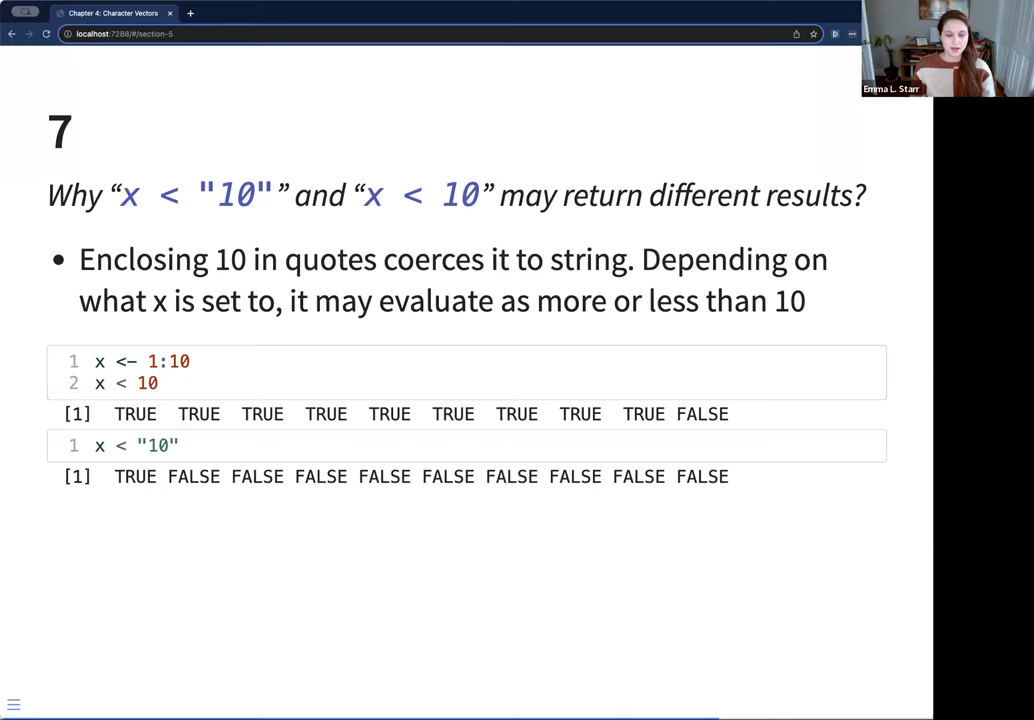 Chapter 4: Character Vectors
localhost:7288/#/section-5
Emma L. Starr
7
Why “x < "10"” and “x < 10” may return different results?
• Enclosing 10 in quotes coerces it to string. Depending on
what x is set to, it may evaluate as more or less than 10
1 x <- 1:10
2 x < 10
[1] TRUE TRUE TRUE TRUE TRUE TRUE TRUE TRUE TRUE FALSE
1 x < "10"
[1] TRUE FALSE FALSE FALSE FALSE FALSE FALSE FALSE FALSE FALSE